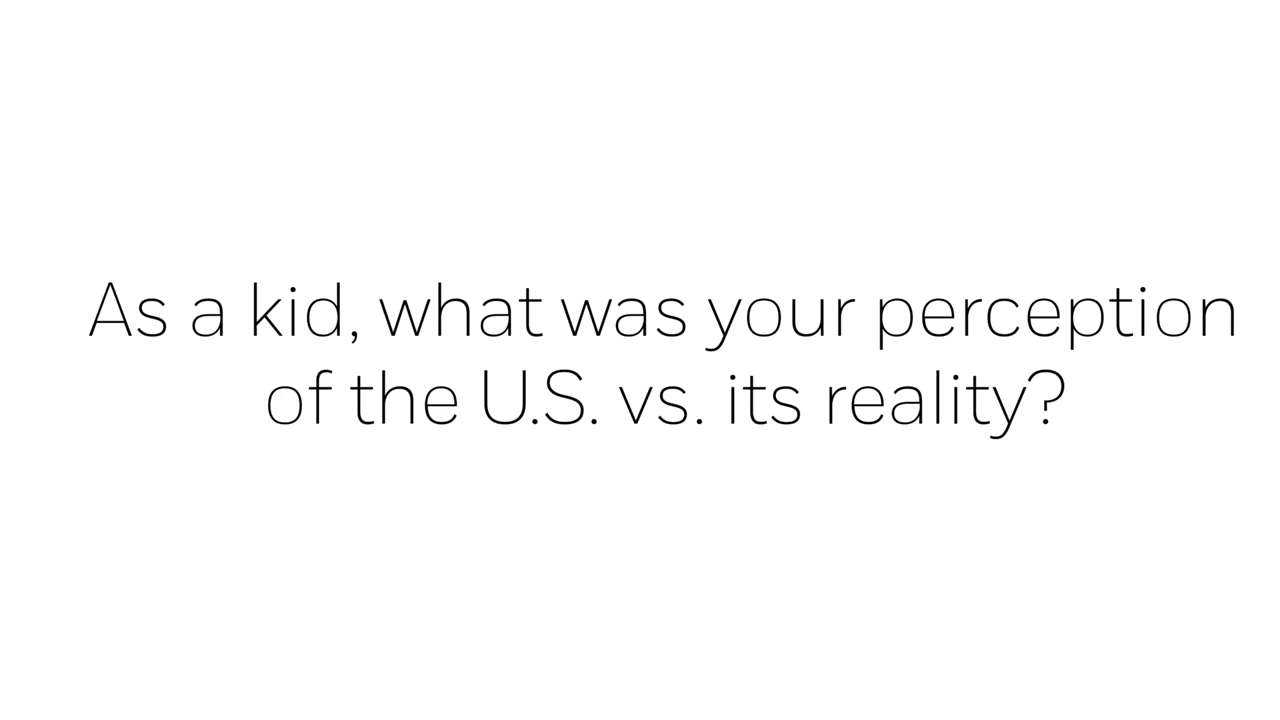 As a kid, what was your perception
of the U.S. vs. its reality?